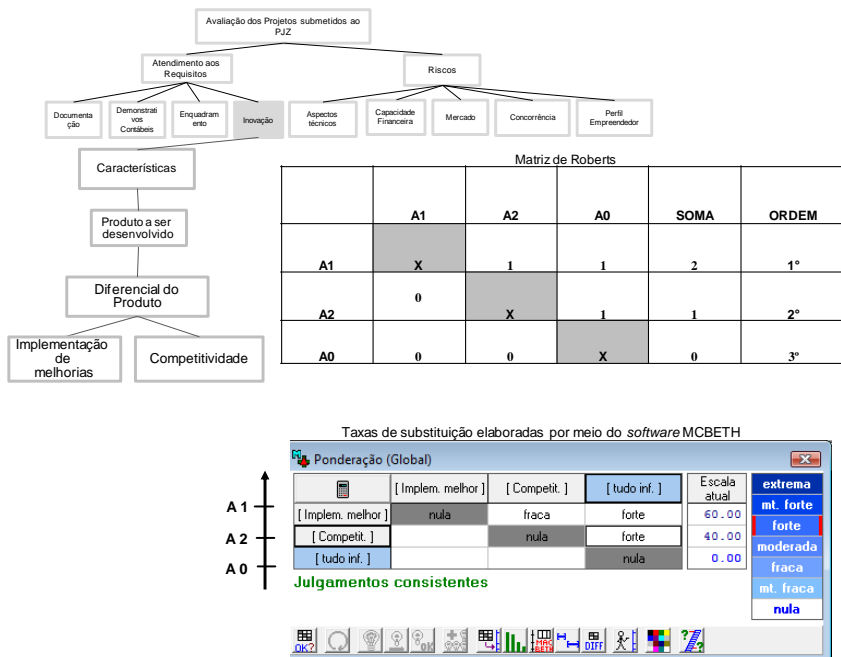 Avaliação dos Projetos submetidos ao
PJZ
Atendimento aos
Requisitos
Riscos
Documenta
ção
Demonstrati
vos
Contábeis
Enquadram
ento
Inovação
Aspectos
técnicos
Capacidade
Financeira
Mercado
Concorrência
Perfil
Empreendedor
Características
Produto a ser
desenvolvido
Diferencial do
Produto
Implementação
de
melhorias
Competitividade
Matriz de Roberts
A1 A2 A0 SOMA ORDEM
A1 X 1 1 2 1°
A2 0 X 1 1 2°
A0 0 0 X 0 3º
Taxas de substituição elaboradas por meio do software MCBETH
Ponderação (Global)
[ Implem. melhor ] [ Competit. ] [ tudo inf. ] Escala
atual
[ Implem. melhor ] nula fraca forte 60.00
[ Competit. ] nula forte 40.00
[ tudo inf. ] nula 0.00
Julgamentos consistentes
extrema
mt. forte
forte
moderada
fraca
mt. fraca
nula
A 1
A 2
A 0
OK?
OK
MAC
BETH
DIFF
??